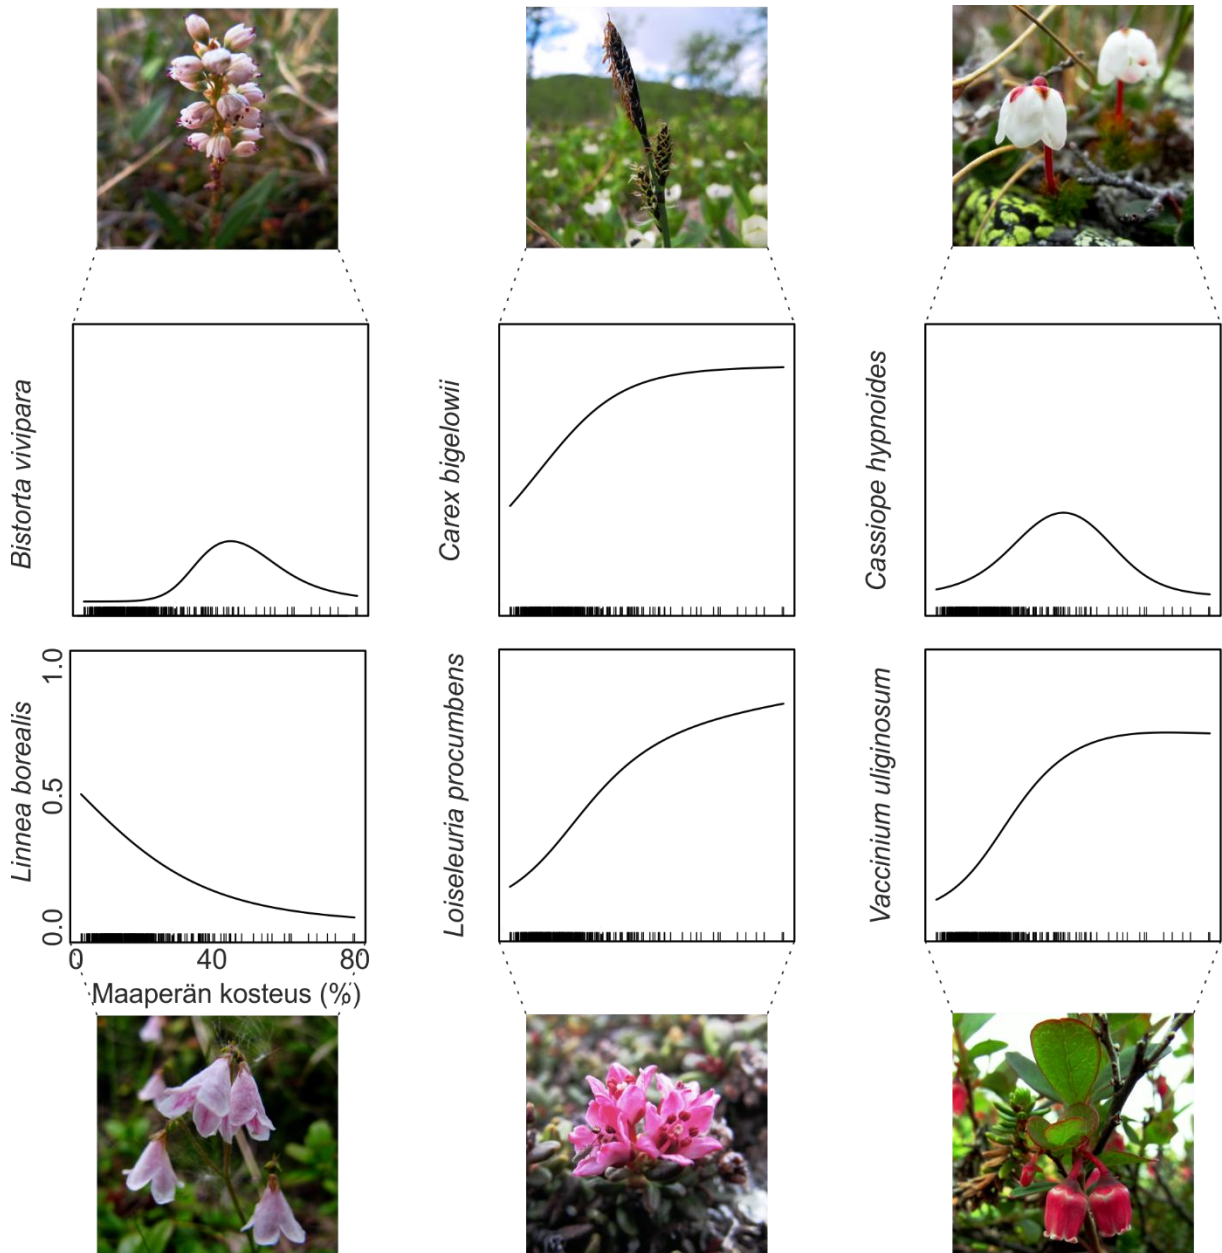 Bistorta vivipara
Carex bigelowii
Cassiope hypnoides
Linnea borealis
1.0
0.5
0.0
0
40
80
Maaperän kosteus (%)
Loiseleuria procumbens
Vaccinium uliginosum